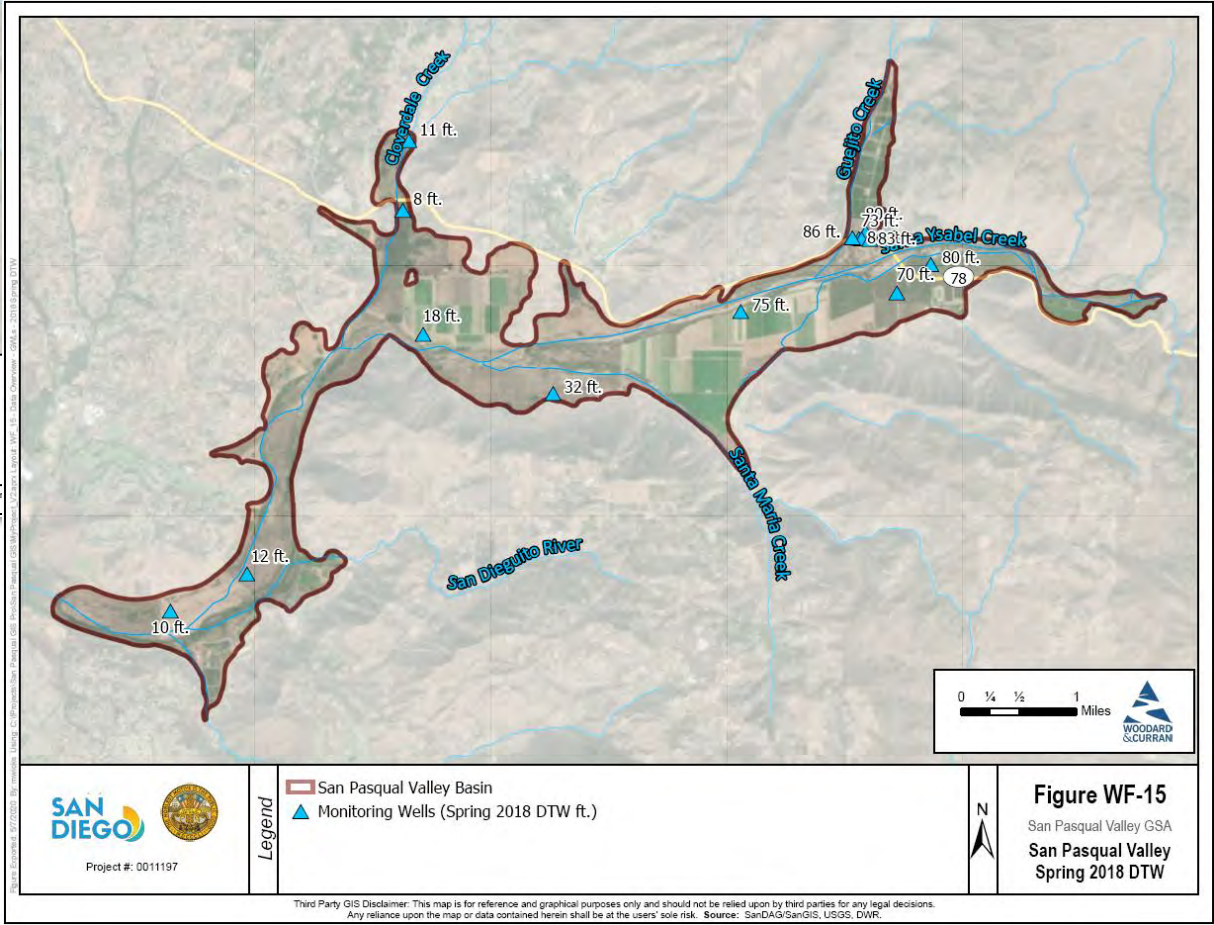 Cloverdale Creek
11 ft.
8 ft.
Guejito Creek
73 ft.
86 ft.
83 ft.
Ysabel Creek
80 ft.
70 ft.
78
75 ft.
18 ft.
32 ft.
Santa Maria Creek
San Dieguito River
12 ft.
10 ft.
0 ¼ ½ 1
Miles
WOODARD
&CURRAN
SAN
DIEGO
Project #: 0011197
Legend
San Pasqual Valley Basin
Monitoring Wells (Spring 2018 DTW ft.)
N
Figure WF-15
San Pasqual Valley GSA
San Pasqual Valley
Spring 2018 DTW
Third Party GIS Disclaimer: This map is for reference and graphical purposes only and should not be relied upon by third parties for any legal decisions.
Any reliance upon the map or data contained herein shall be at the users' sole risk. Source: SanDAG/SanGIS, USGS, DWR.